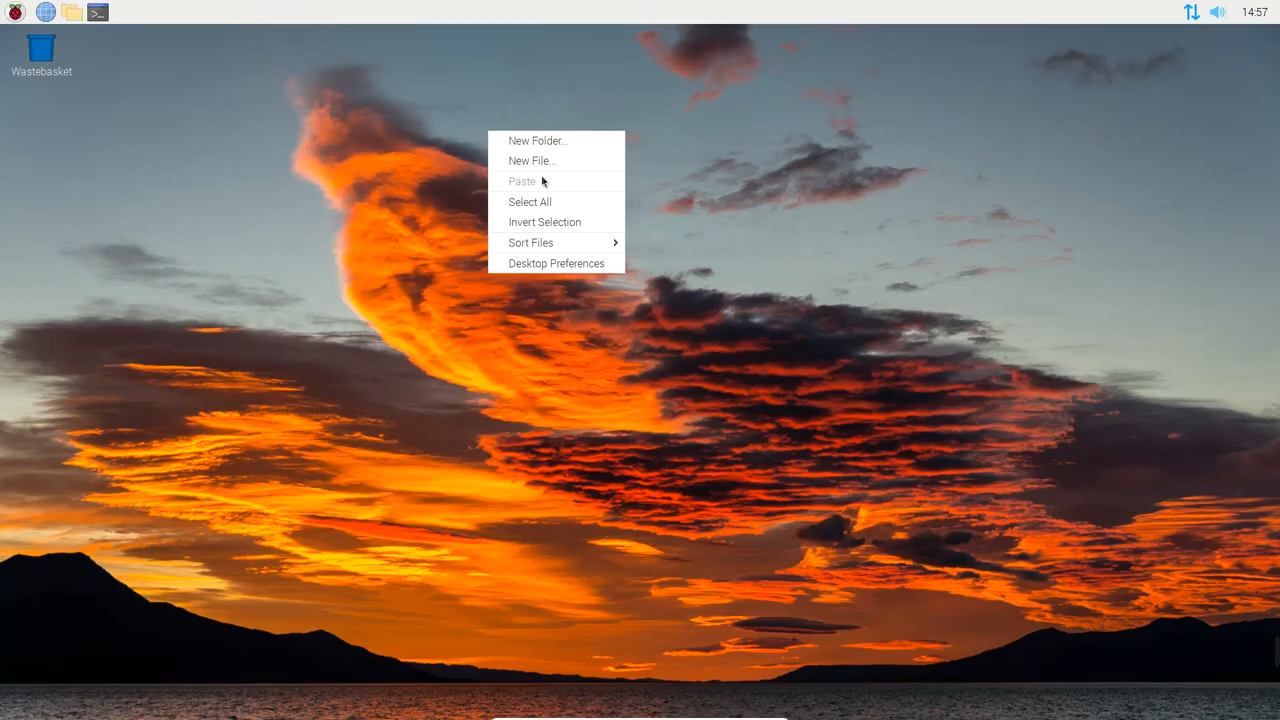 14:57
Wastebasket
New Folder...
New File...
Paste
Select All
Invert Selection
Sort Files
Desktop Preferences